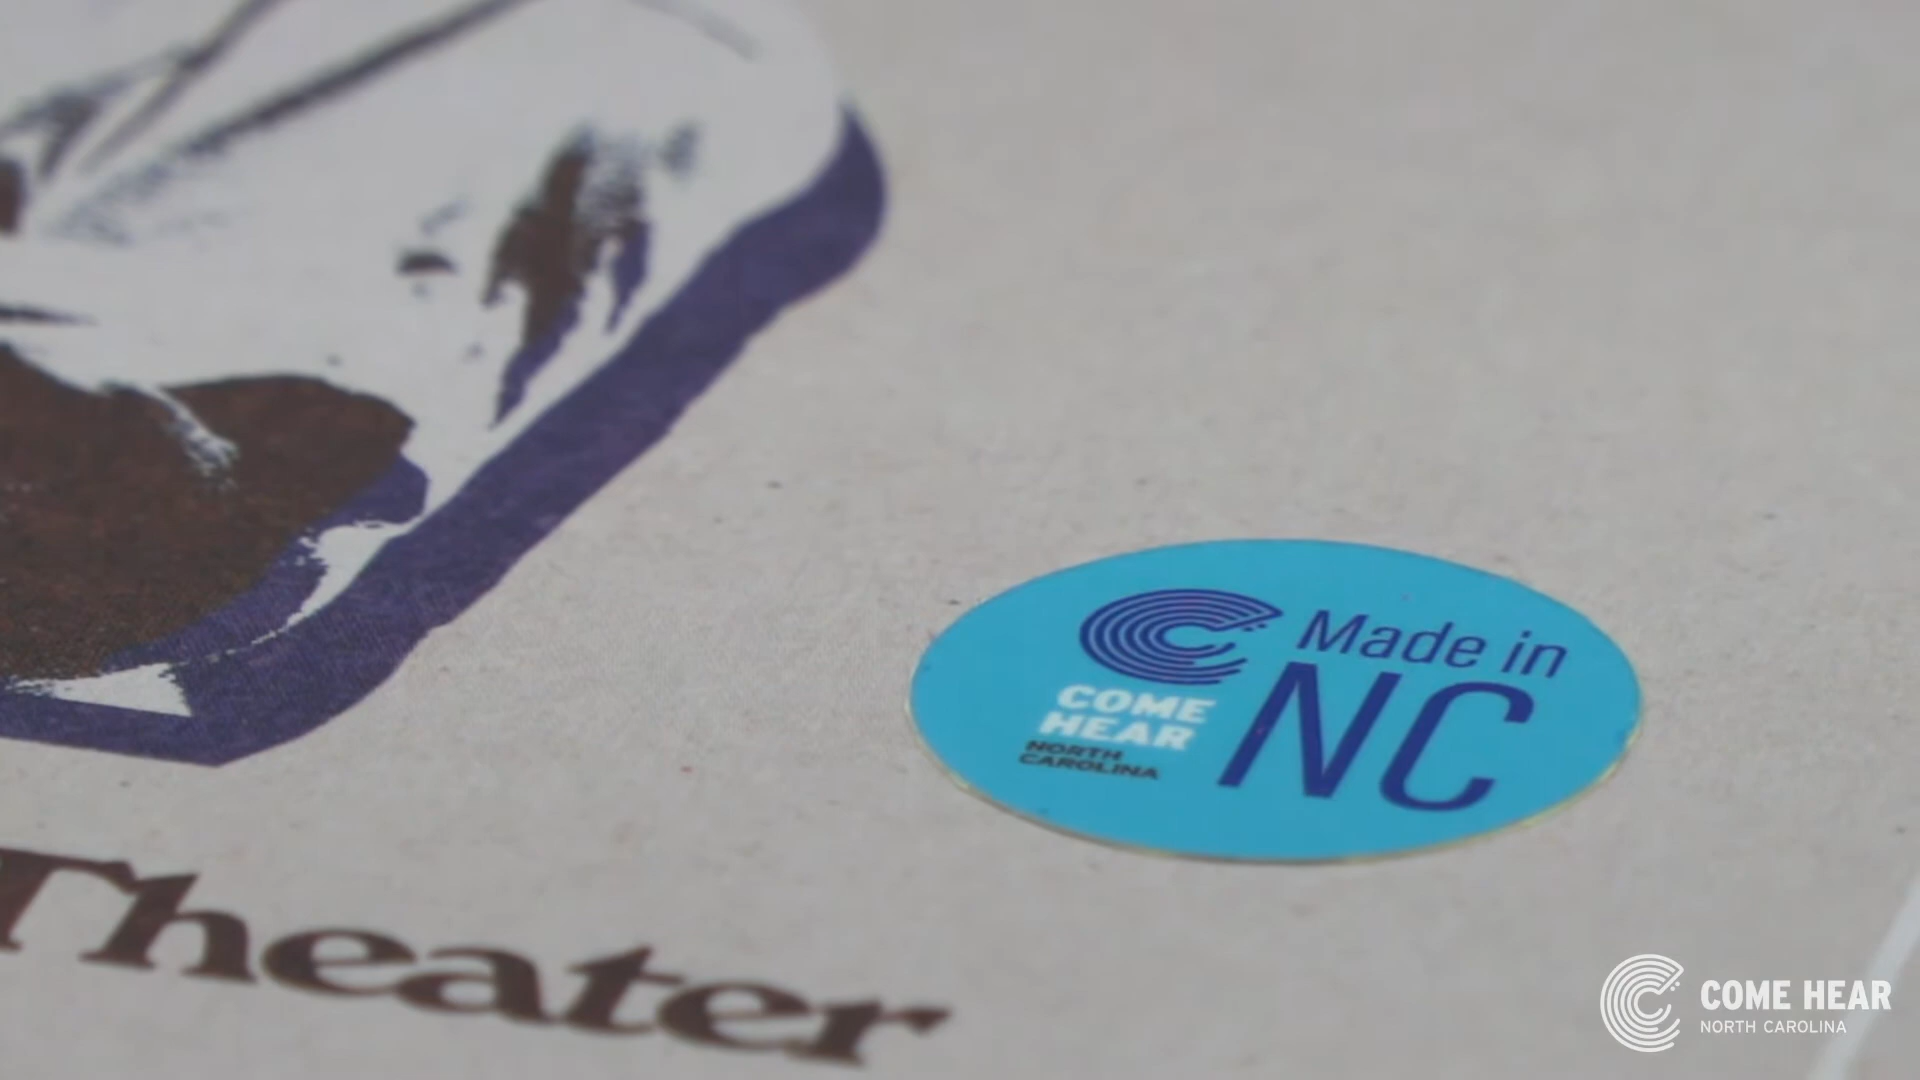 Made in
NC
COME
HEAR
NORTH
CAROLINA
Theater
COME HEAR
NORTH CAROLINA